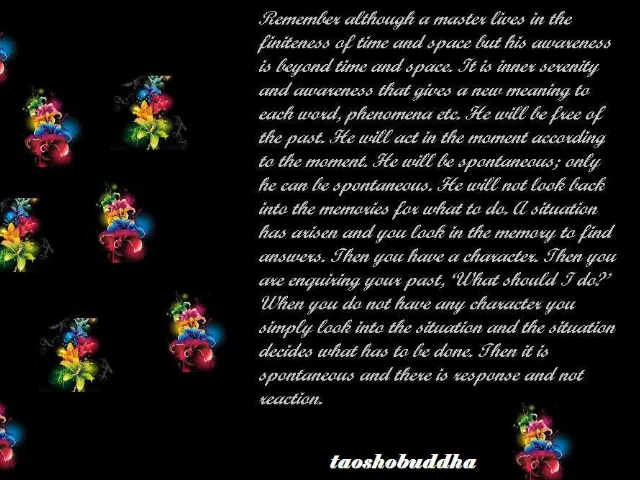 Remember although a master lives in the
finiteness of time and space but his awareness
is beyond time and space. It is inner serenity
and awareness that gives a new meaning to
each word, phenomena etc. He will be free of
the past. He will act in the moment according
to the moment. He will be spontaneous; only
he can be spontaneous. He will not look back
into the memories for what to do. A situation
has arisen and you look in the memory to find
answers. Then you have a character. Then you
are enquiring your past, 'What should I do?'
When you do not have any character you
simply look into the situation and the situation
decides what has to be done. Then it is
spontaneous and there is response and not
reaction.
taoshobuddha